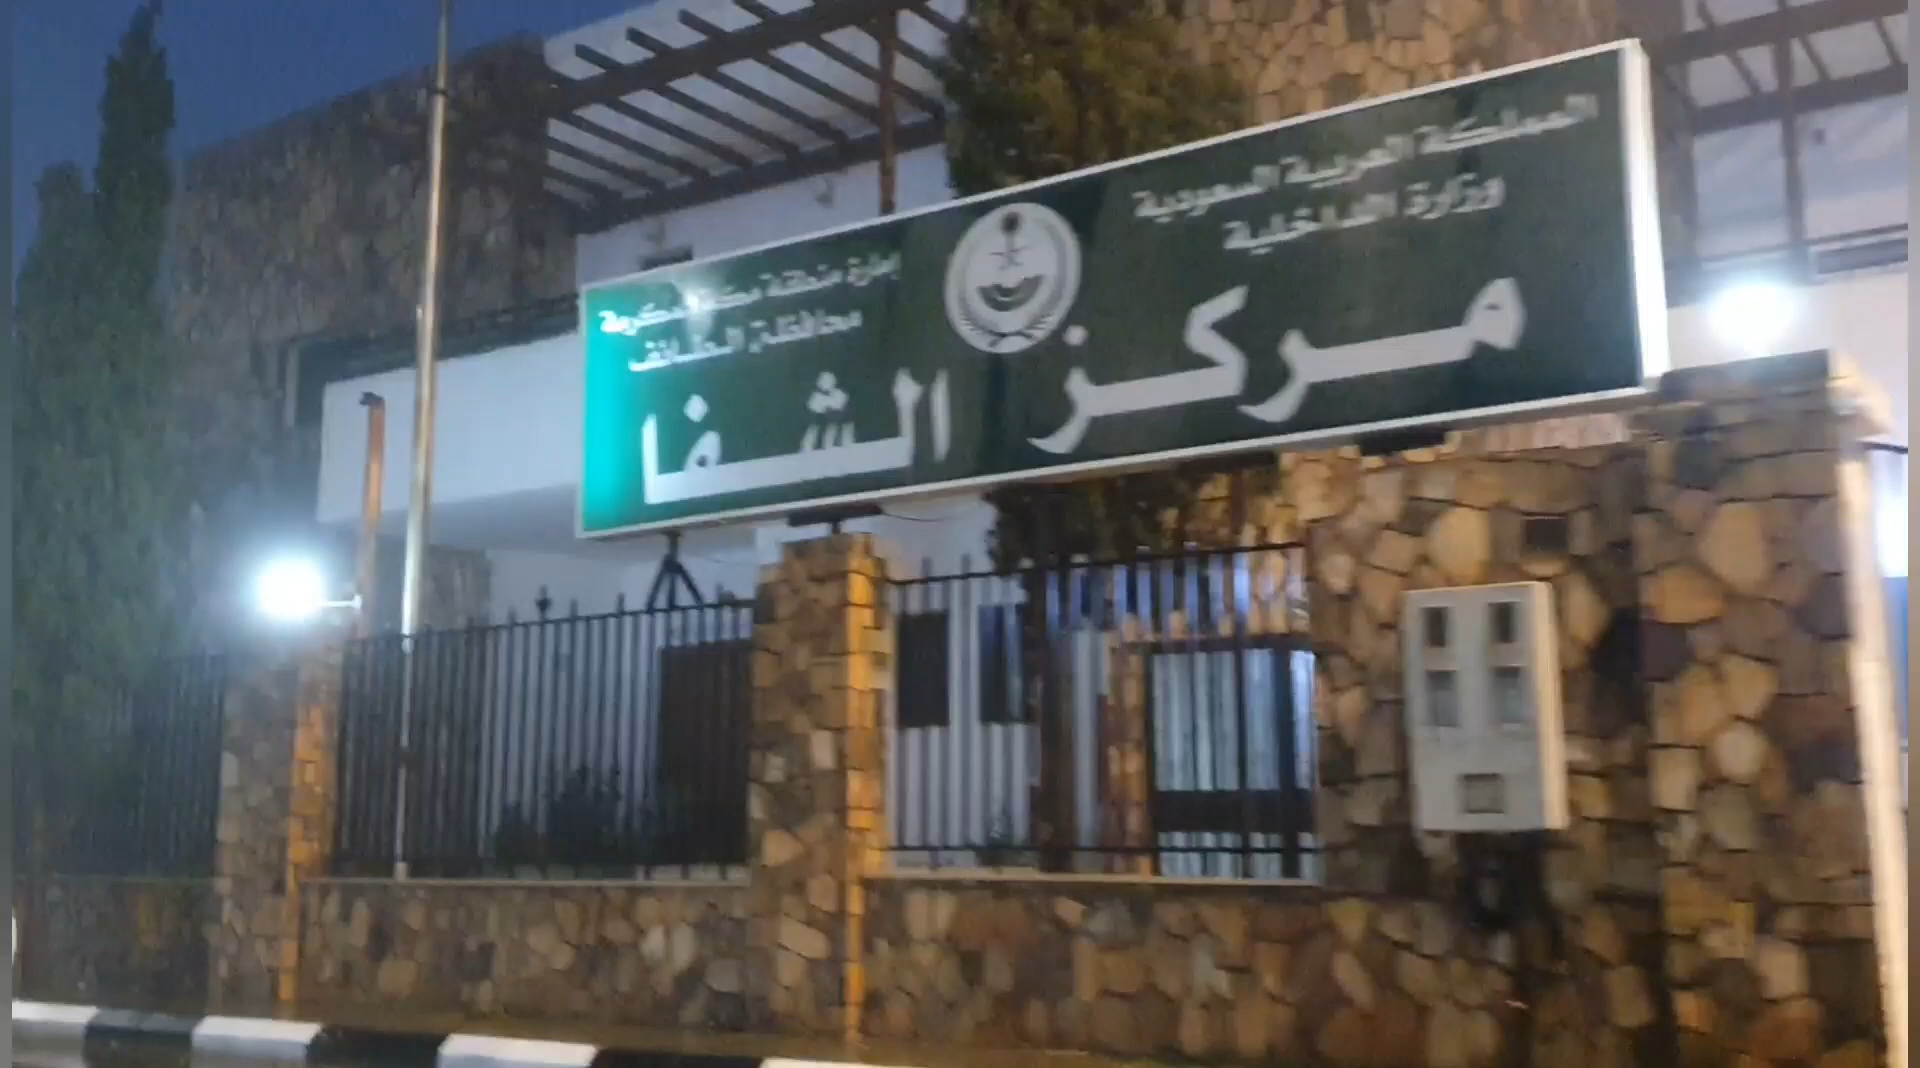 المملكة العربية السعودية
وزارة الداخلية
إمارة منطقة مكة المكرمة
محافظة الطائف
مركز الشفا